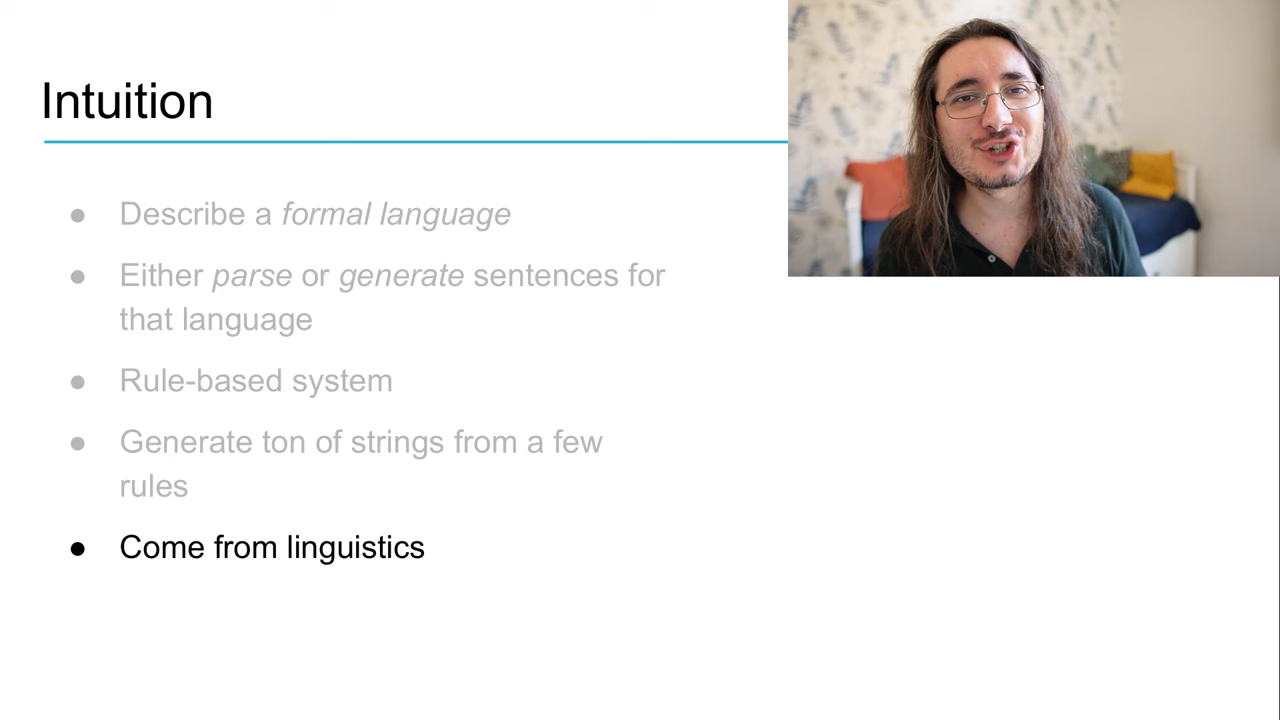 Intuition
● Describe a formal language
● Either parse or generate sentences for
that language
● Rule-based system
● Generate ton of strings from a few
rules
● Come from linguistics